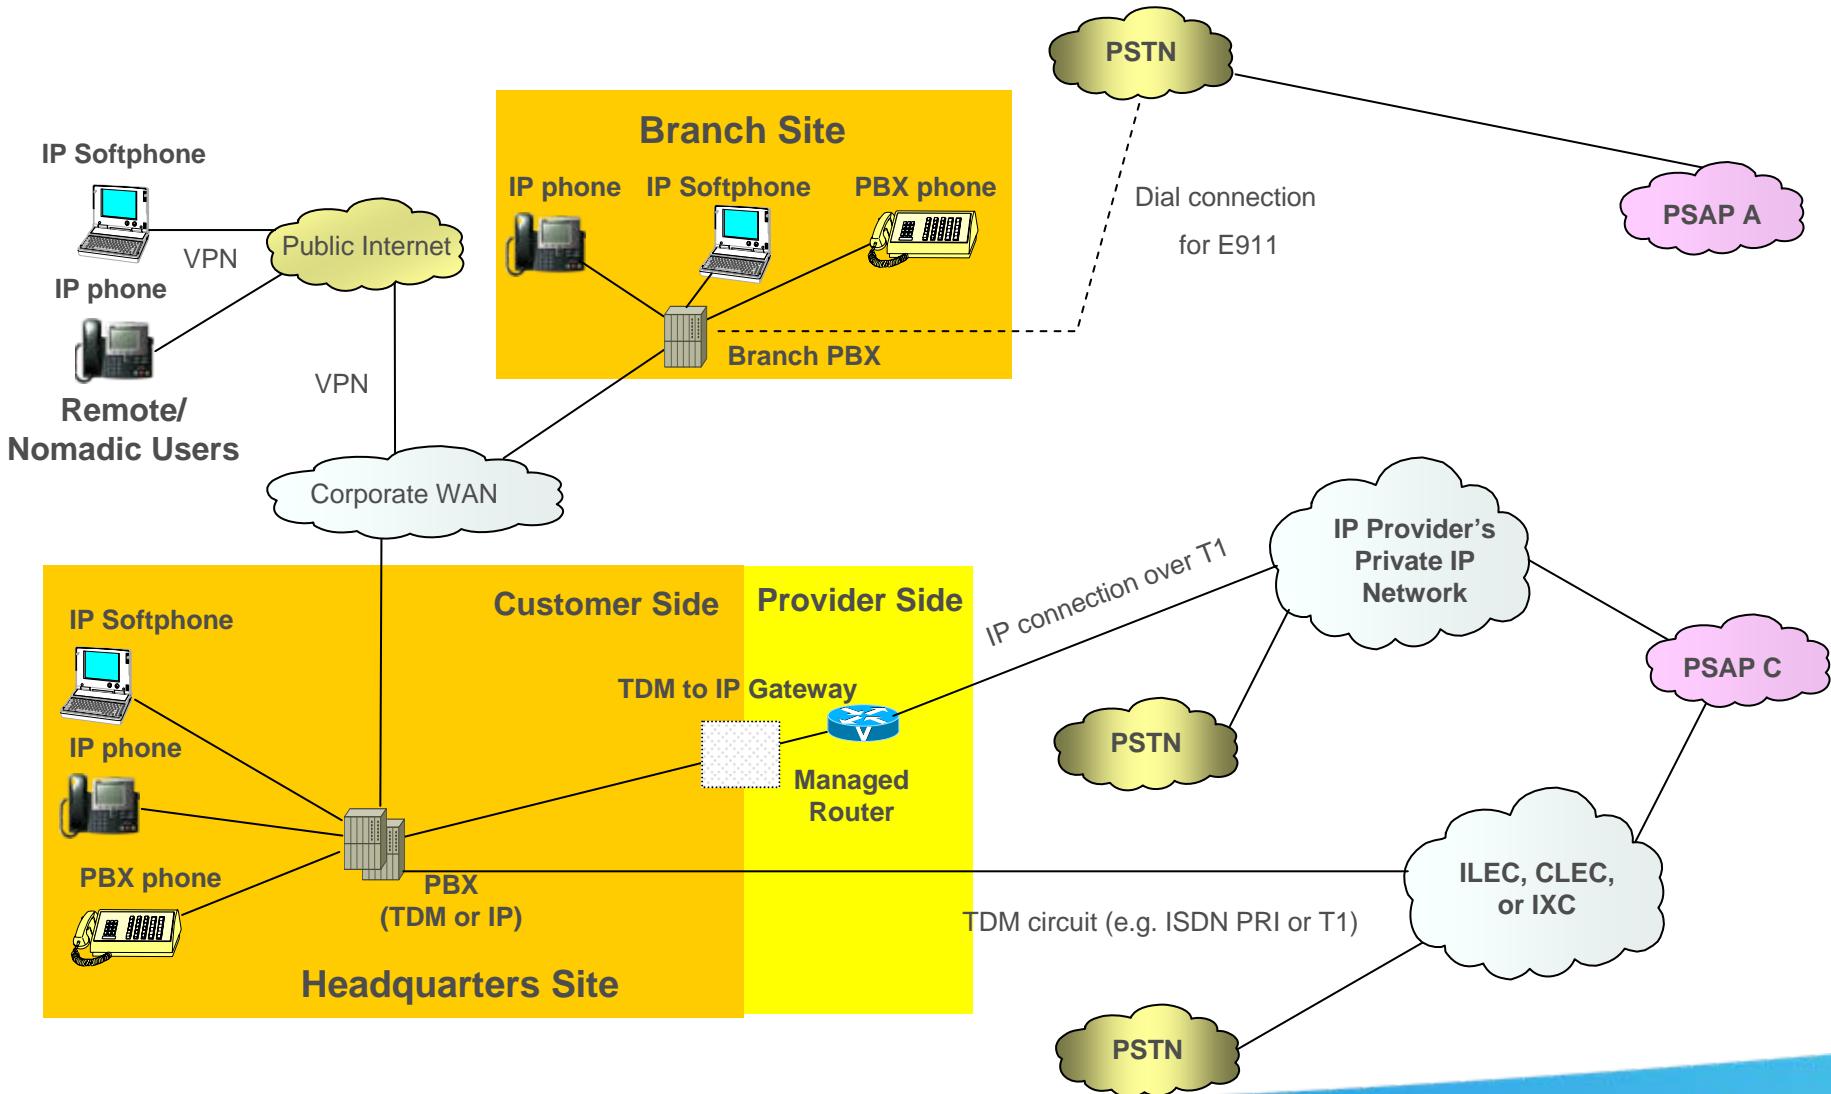 PSTN
Branch Site
IP Softphone
IP phone
IP Softphone
PBX phone
Dial connection
for E911
PSAP A
Public Internet
VPN
IP phone
Branch PBX
VPN
Remote/
Nomadic Users
Corporate WAN
IP Provider’s
Private IP
Network
IP connection over T1
Customer Side
Provider Side
IP Softphone
PSAP C
TDM to IP Gateway
V
IP phone
PSTN
Managed
Router
PBX phone
PBX
(TDM or IP)
ILEC, CLEC,
or IXC
TDM circuit (e.g. ISDN PRI or T1)
Headquarters Site
PSTN